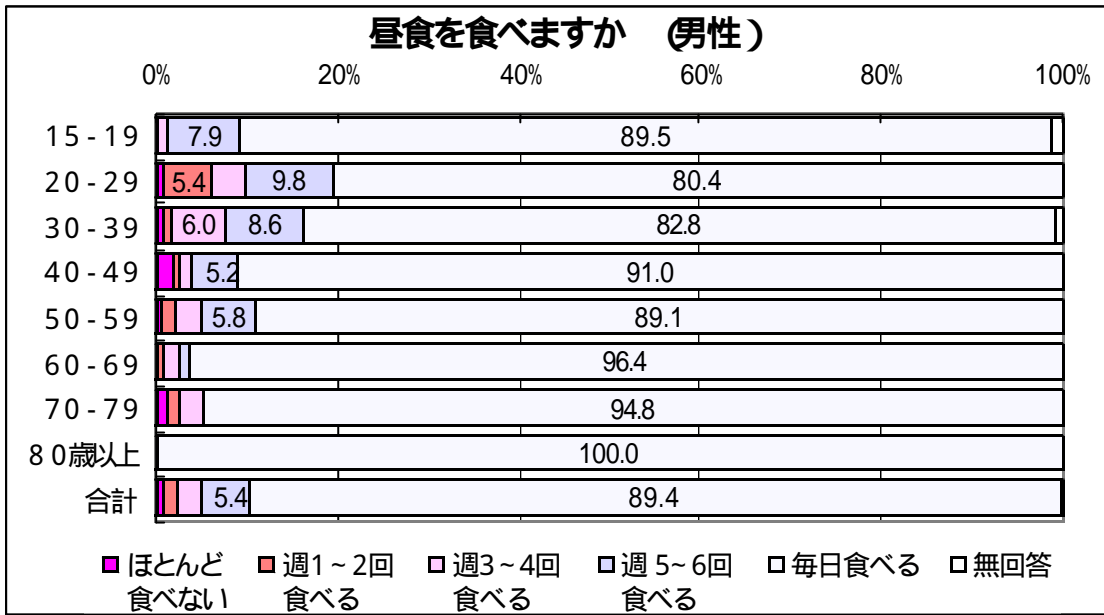 昼食を食べますか (男性)
0% 20% 40% 60% 80% 100%
15-19 7.9 89.5
20-29 5.4 9.8 80.4
30-39 6.0 8.6 82.8
40-49 5.2 91.0
50-59 5.8 89.1
60-69 96.4
70-79 94.8
80歳以上 100.0
合計 5.4 89.4
ほとんど 週1~2回 週3~4回 週5~6回 毎日食べる 無回答
食べない 食べる 食べる 食べる